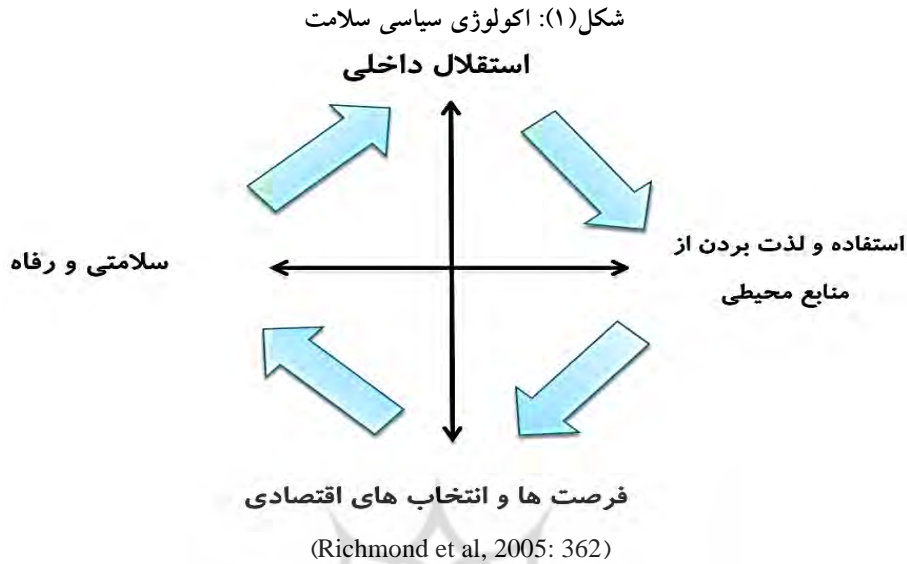 شکل(۱): اکولوژی سیاسی سلامت
استقلال داخلی
استفاده و لذت بردن از
منابع محیطی
سلامتی و رفاه
فرصت ها و انتخاب های اقتصادی
(Richmond et al, 2005: 362)